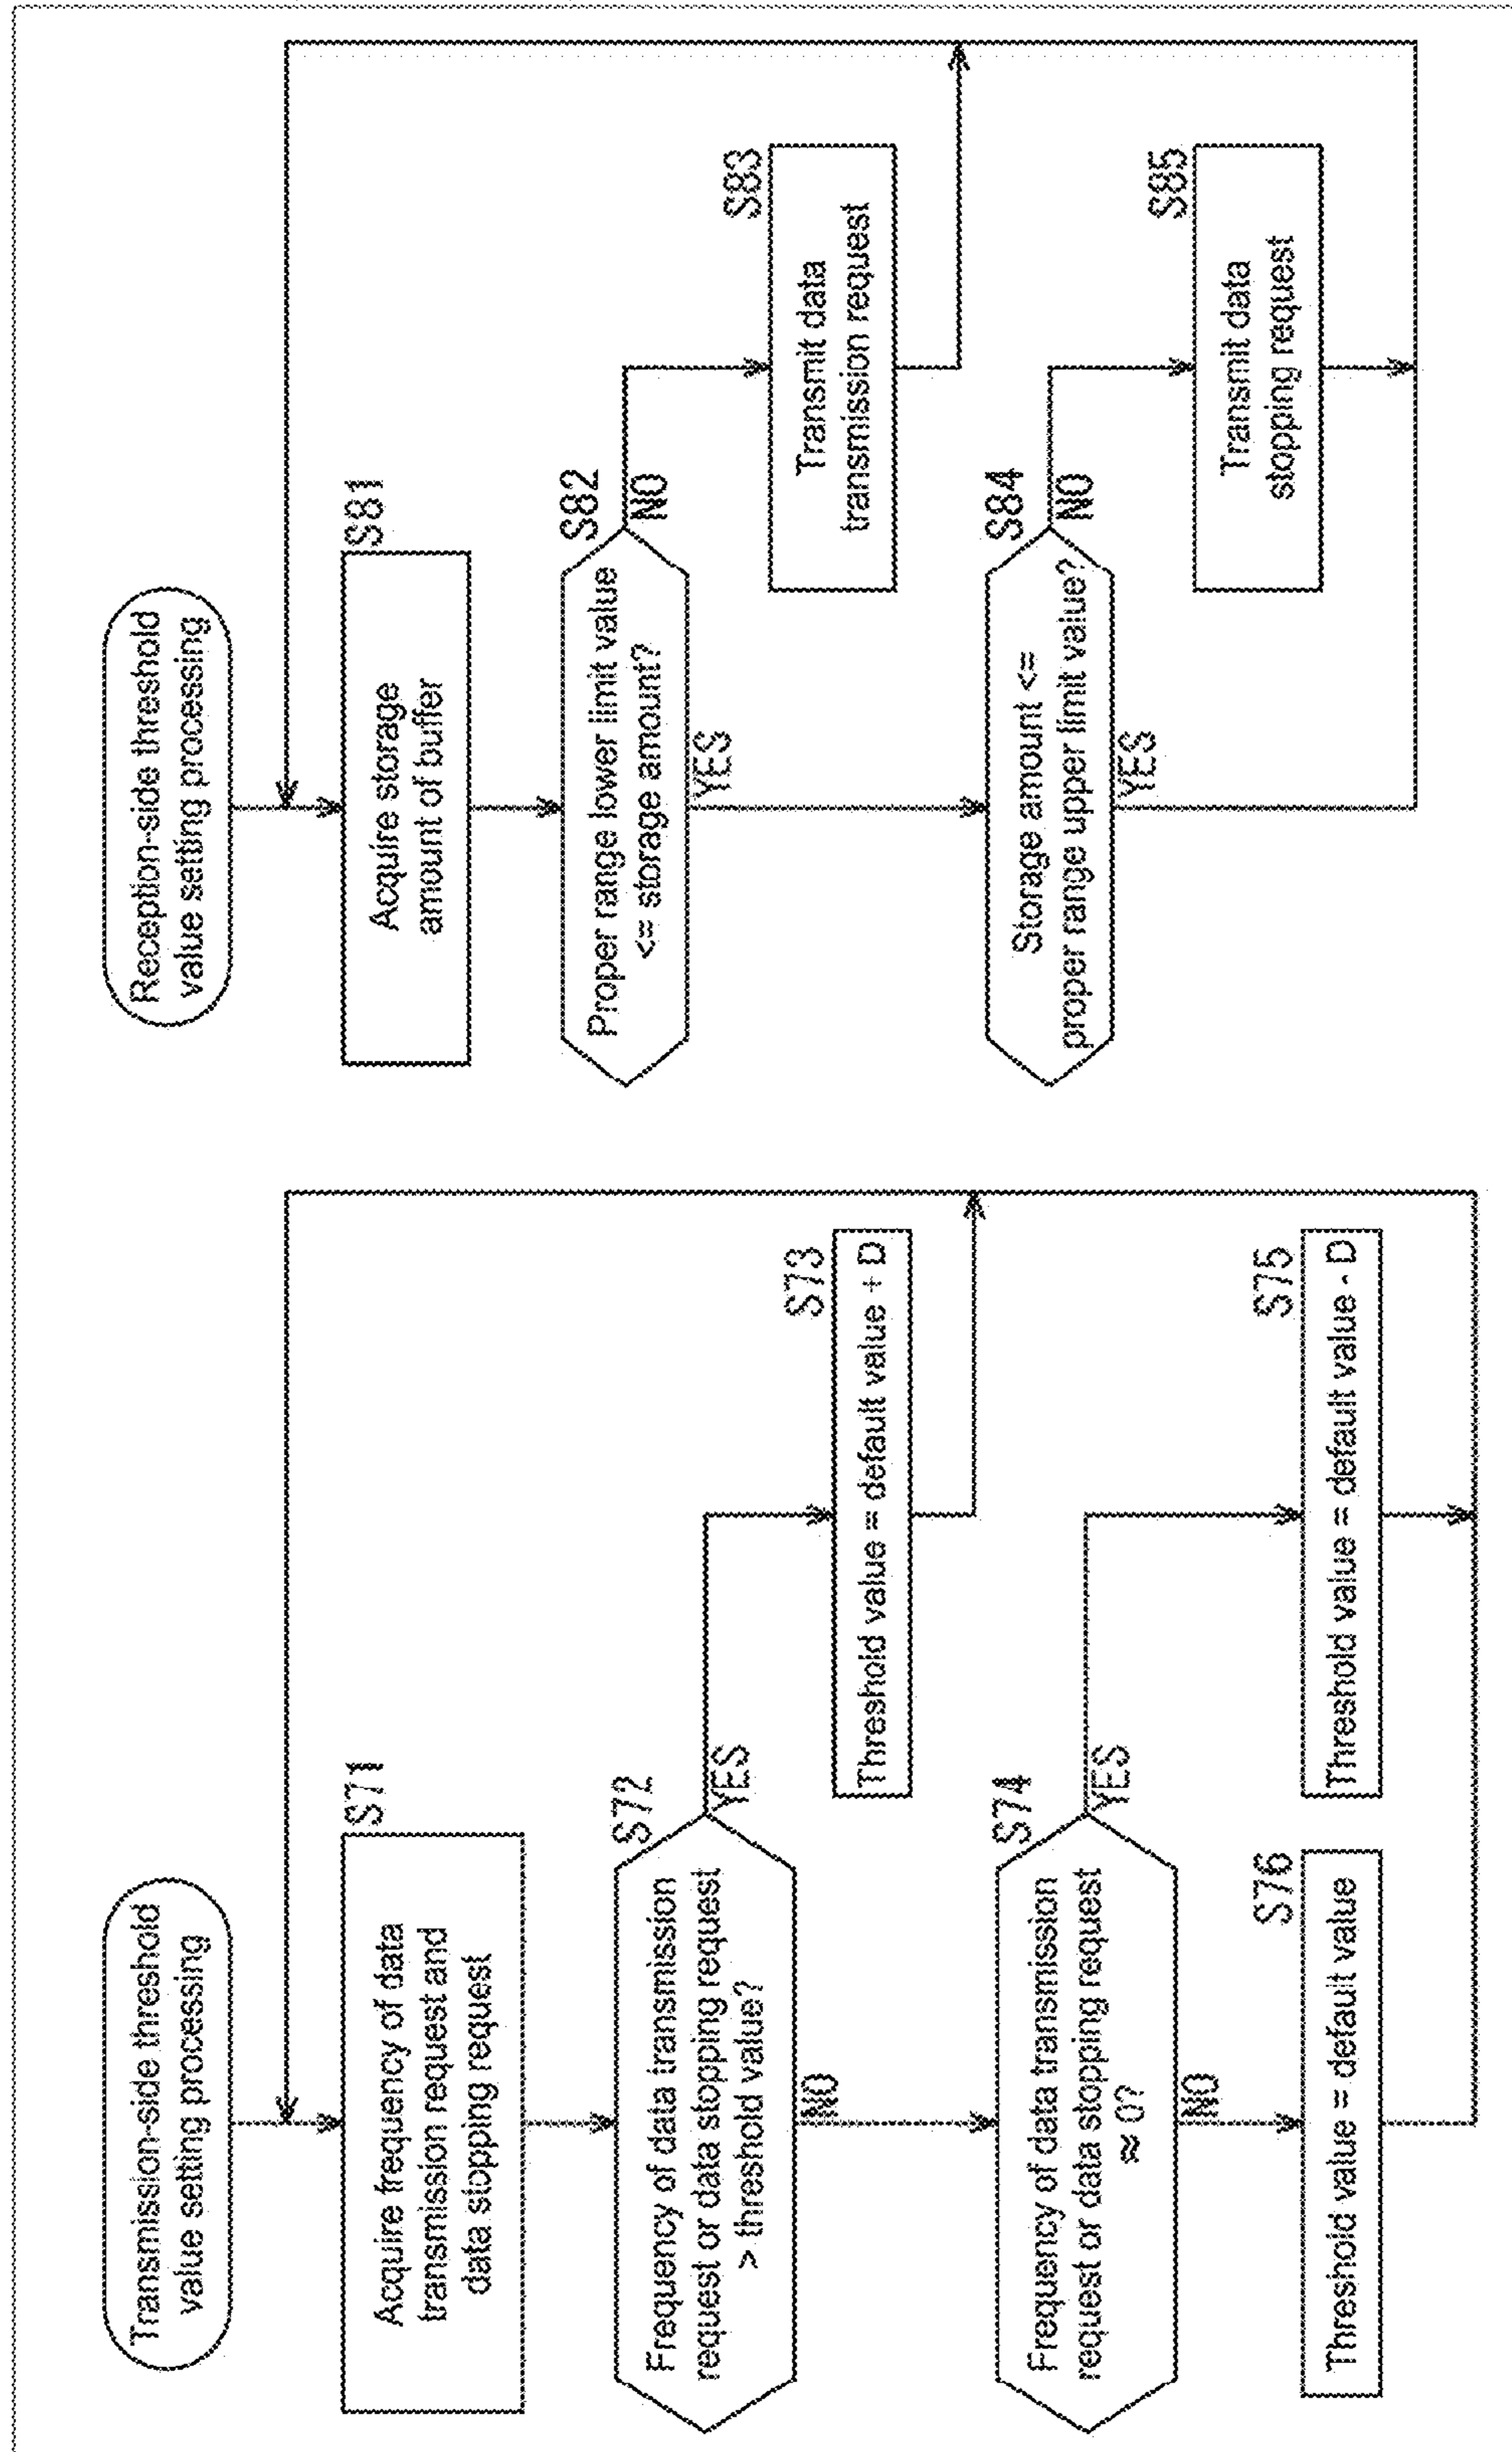 Transmission-side threshold
value setting processing
S71
Acquire frequency of data
transmission request and
data stopping request
S72
Frequency of data transmission
request or data stopping request
> threshold value?
YES
NO
S73
Threshold value = default value + D
S74
Frequency of data transmission
request or data stopping request
≈ 0?
YES
NO
S75
Threshold value = default value - D
S76
Threshold value = default value
Reception-side threshold
value setting processing
S81
Acquire storage
amount of buffer
S82
Proper range lower limit value
<= storage amount?
NO
YES
S83
Transmit data
transmission request
S84
Storage amount <=
proper range upper limit value?
NO
YES
S85
Transmit data
stopping request